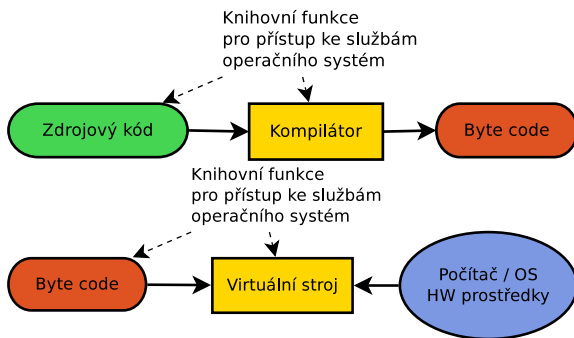 Knihovní funkce
pro přístup ke službám
operačního systém
Zdrojový kód
Kompilátor
Byte code
Knihovní funkce
pro přístup ke službám
operačního systém
Byte code
Virtuální stroj
Počítač / OS
HW prostředky